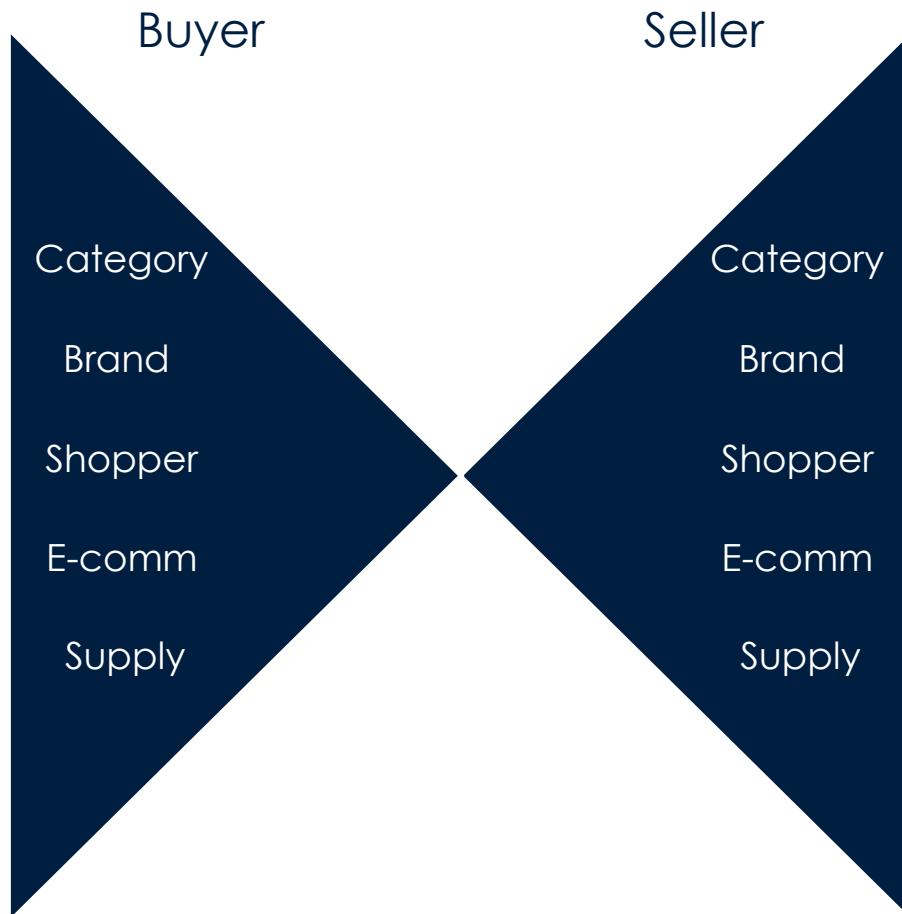 Buyer
Seller
Category
Brand
Shopper
E-comm
Supply
Category
Brand
Shopper
E-comm
Supply